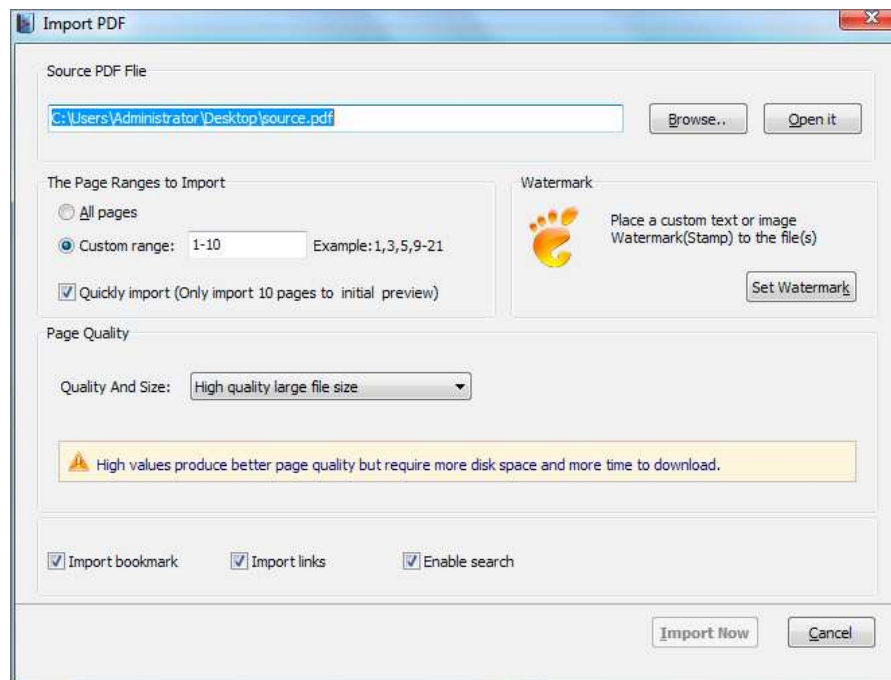 Import PDF
Source PDF Flie
C:\Users\Administrator\Desktop\source.pdf
Browse..
Open it
The Page Ranges to Import
All pages
Custom range: 1-10 Example:1,3,5,9-21
Quickly import (Only import 10 pages to initial preview)
Watermark
Place a custom text or image
Watermark(Stamp) to the file(s)
Set Watermark
Page Quality
Quality And Size: High quality large file size
High values produce better page quality but require more disk space and more time to download.
Import bookmark
Import links
Enable search
Import Now
Cancel